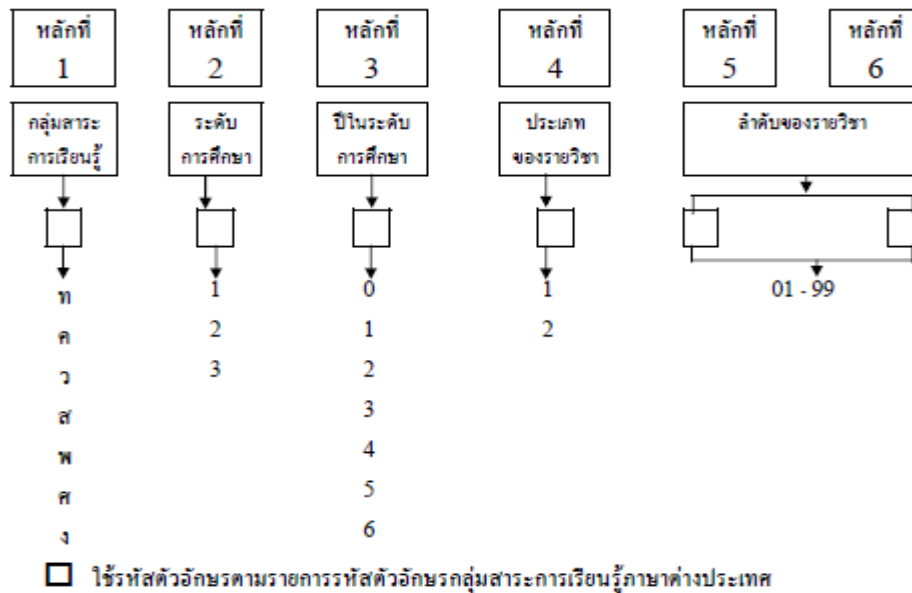 หลักที่ หลักที่ หลักที่ หลักที่ หลักที่ หลักที่
1 2 3 4 5 6
กลุ่มสาระ ระดับ ปีในระดับ ประเภท ลำดับของรายวิชา
การเรียนรู้ การศึกษา การศึกษา ของรายวิชา
ท 1 0 1 01 - 99
ค 2 1 2
ว 3 2
ส 3
พ 4
ศ 5
ง 6
ใช้รหัสตัวอักษรตามรายการรหัสตัวอักษรกลุ่มสาระการเรียนรู้ภาษาต่างประเทศ